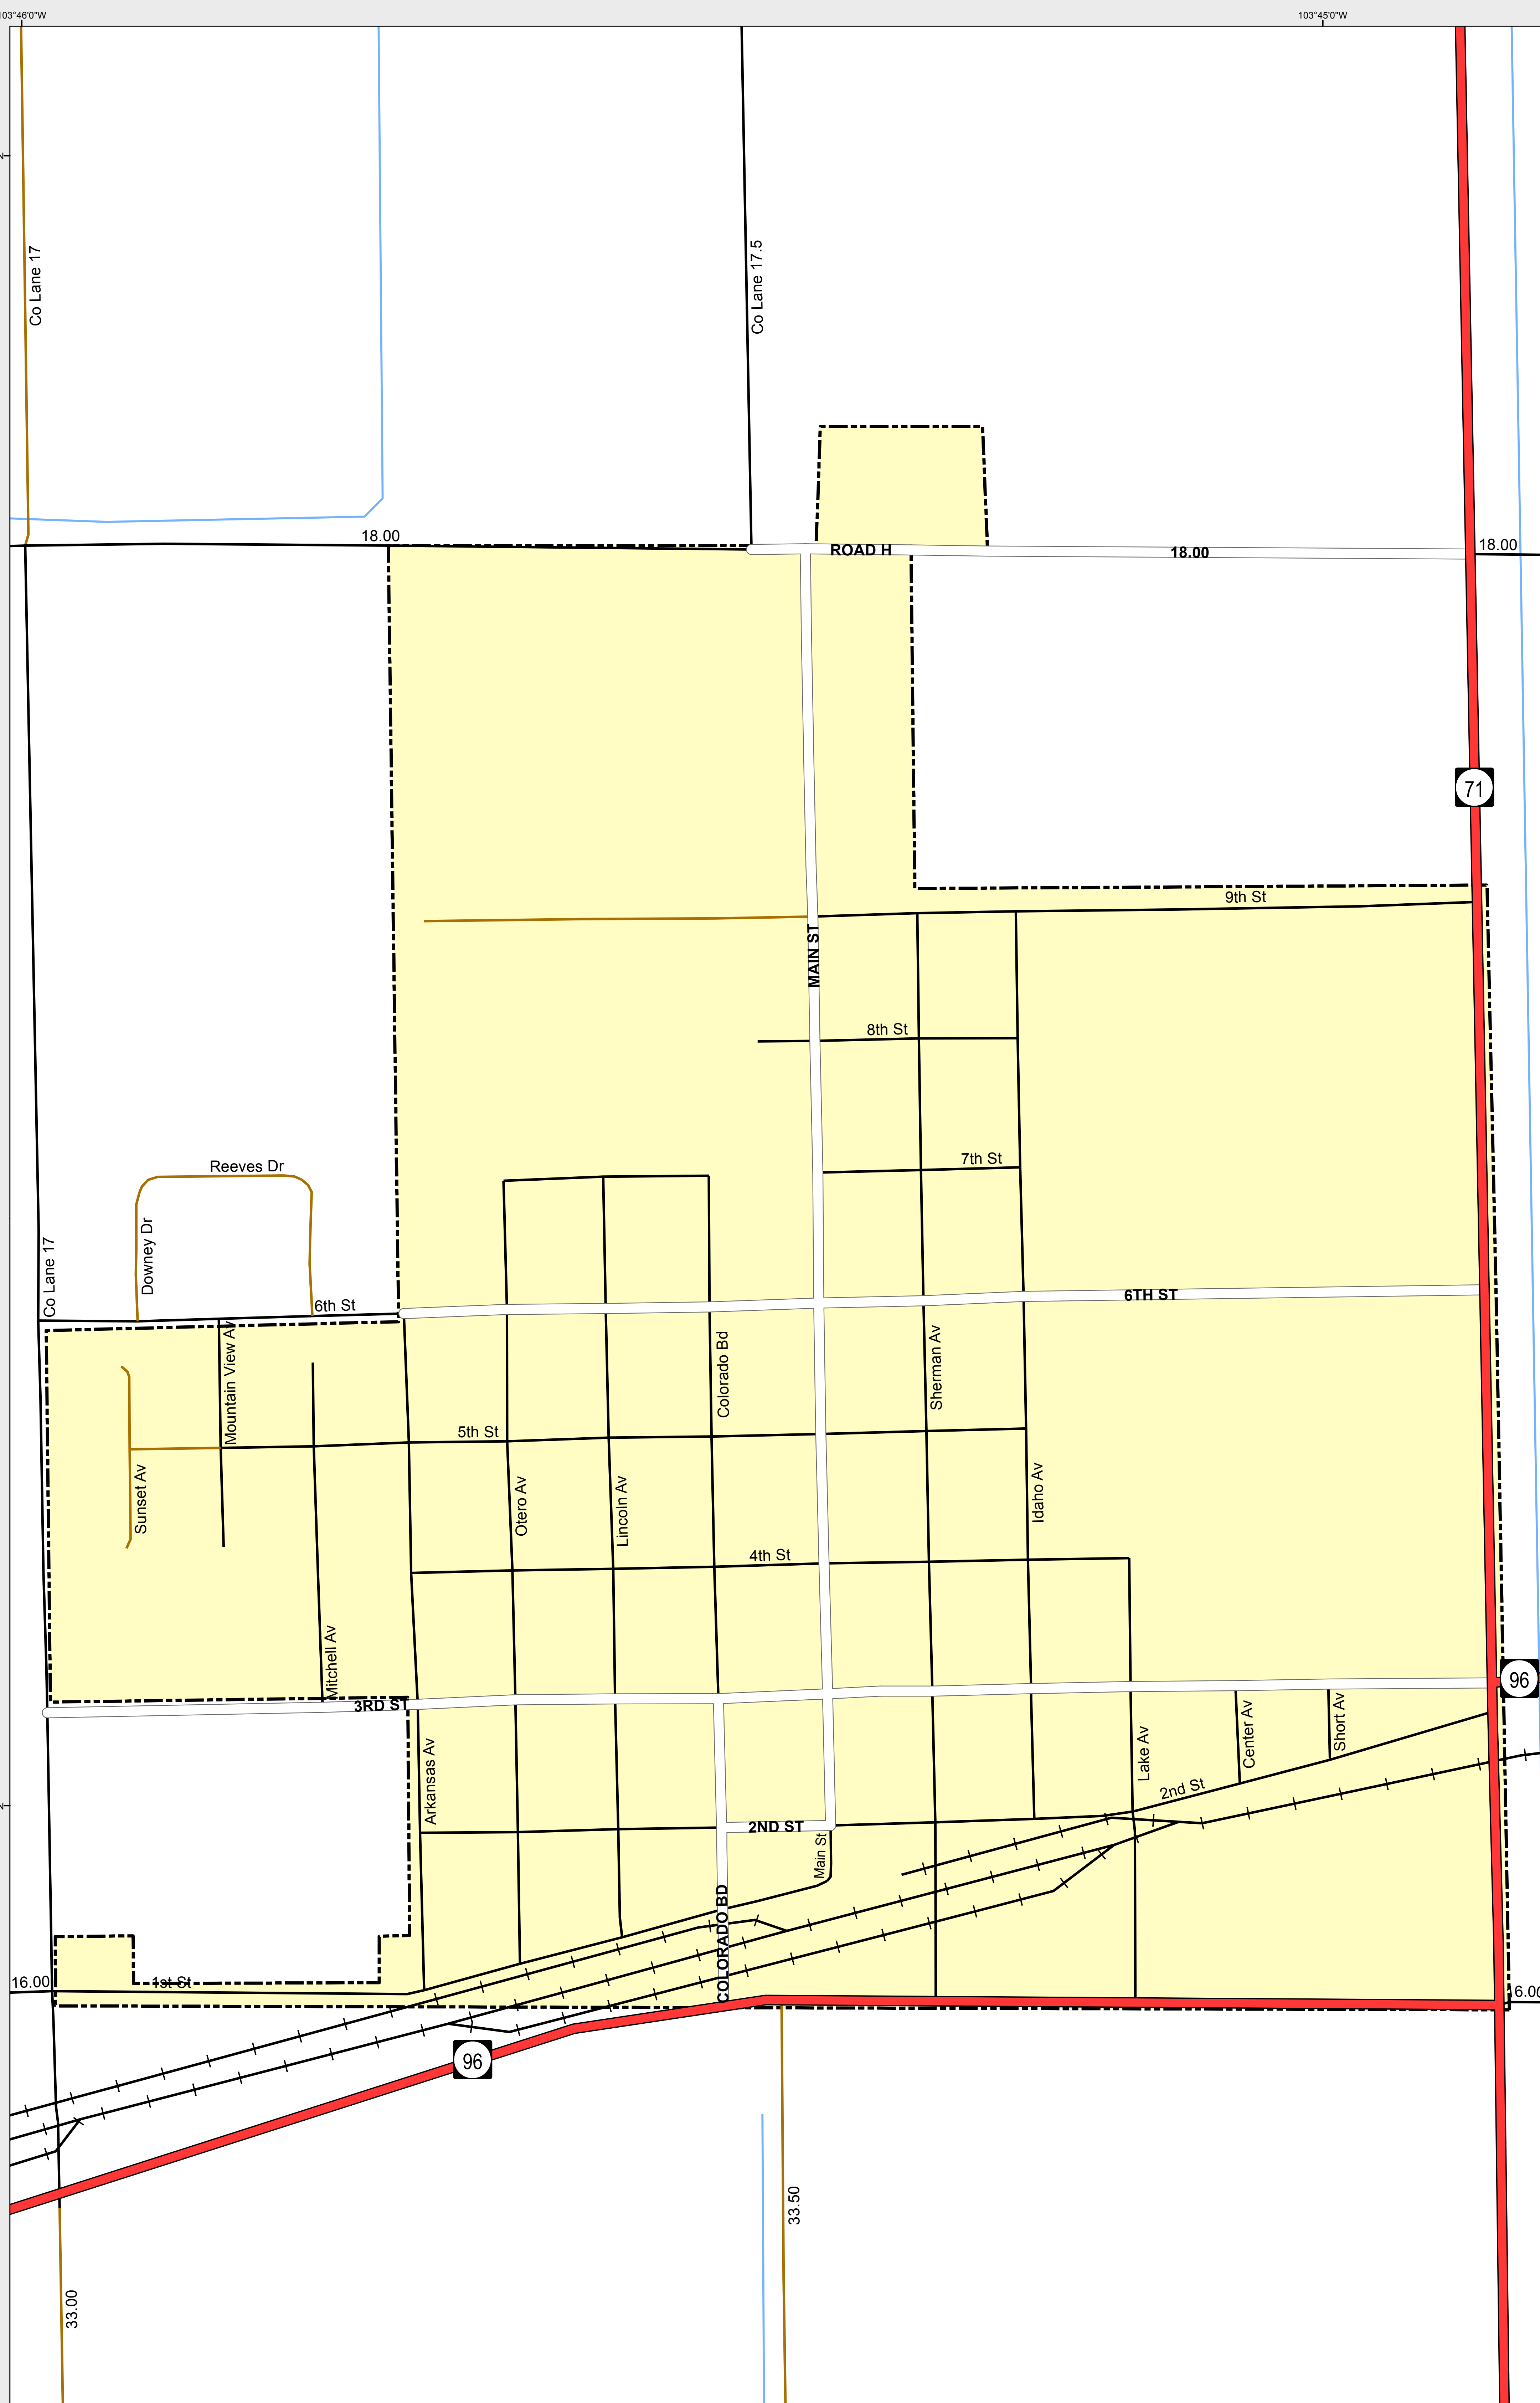 103°46'0"W
103°45'0"W
Co Lane 17
Co Lane 17.5
18.00
ROAD H
18.00
18.00
71
9th St
MAIN ST
8th St
7th St
Reeves Dr
Downey Dr
Co Lane 17
6th St
6TH ST
Mountain View Av
Colorado Bd
Sherman Av
5th St
Sunset Av
Otero Av
Lincoln Av
Idaho Av
4th St
Mitchell Av
96
3RD ST
Arkansas Av
Lake Av
Center Av
Short Av
2nd St
2ND ST
Main St
COLORADO BD
16.00
1st St
6.00
96
33.50
33.00